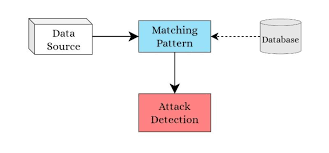 Data
Source
Matching
Pattern
Database
Attack
Detection